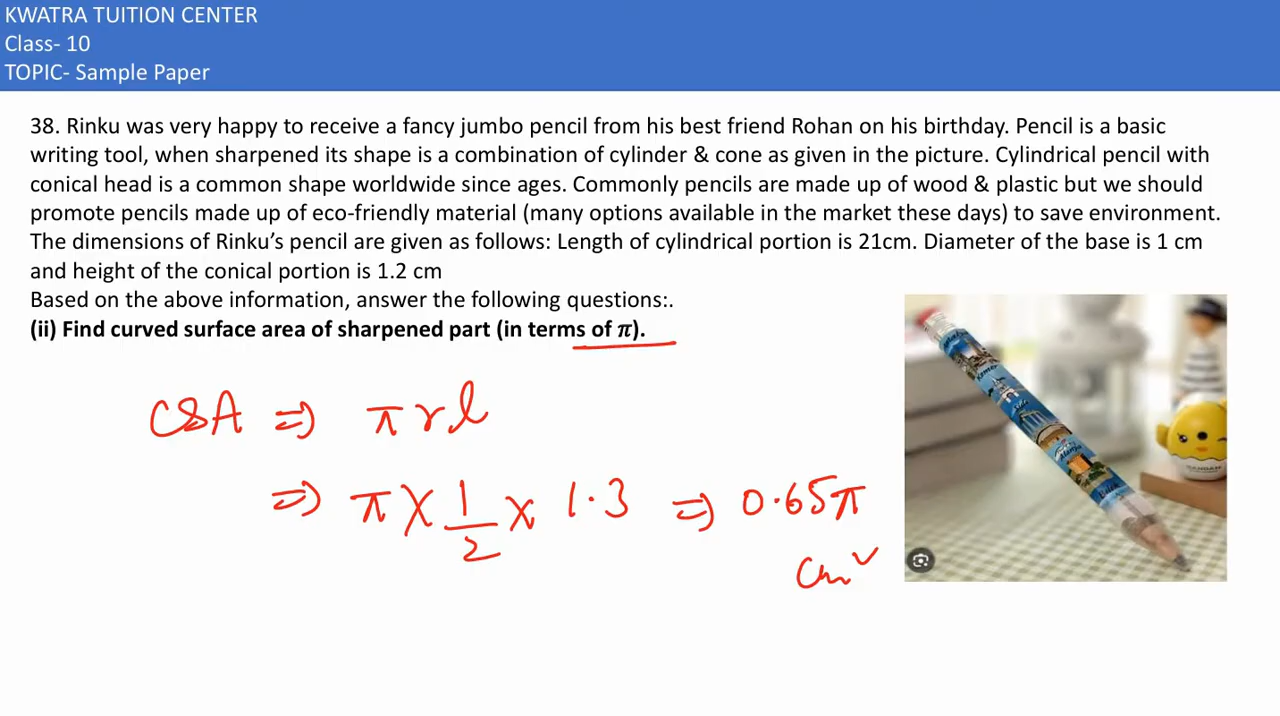 KWATRA TUITION CENTER
Class- 10
TOPIC- Sample Paper
38. Rinku was very happy to receive a fancy jumbo pencil from his best friend Rohan on his birthday. Pencil is a basic
writing tool, when sharpened its shape is a combination of cylinder & cone as given in the picture. Cylindrical pencil with
conical head is a common shape worldwide since ages. Commonly pencils are made up of wood & plastic but we should
promote pencils made up of eco-friendly material (many options available in the market these days) to save environment.
The dimensions of Rinku’s pencil are given as follows: Length of cylindrical portion is 21cm. Diameter of the base is 1 cm
and height of the conical portion is 1.2 cm
Based on the above information, answer the following questions:.
(ii) Find curved surface area of sharpened part (in terms of π).
CSA ⇒ πrl
⇒ π × 1/2 × 1.3 ⇒ 0.65π
cm²